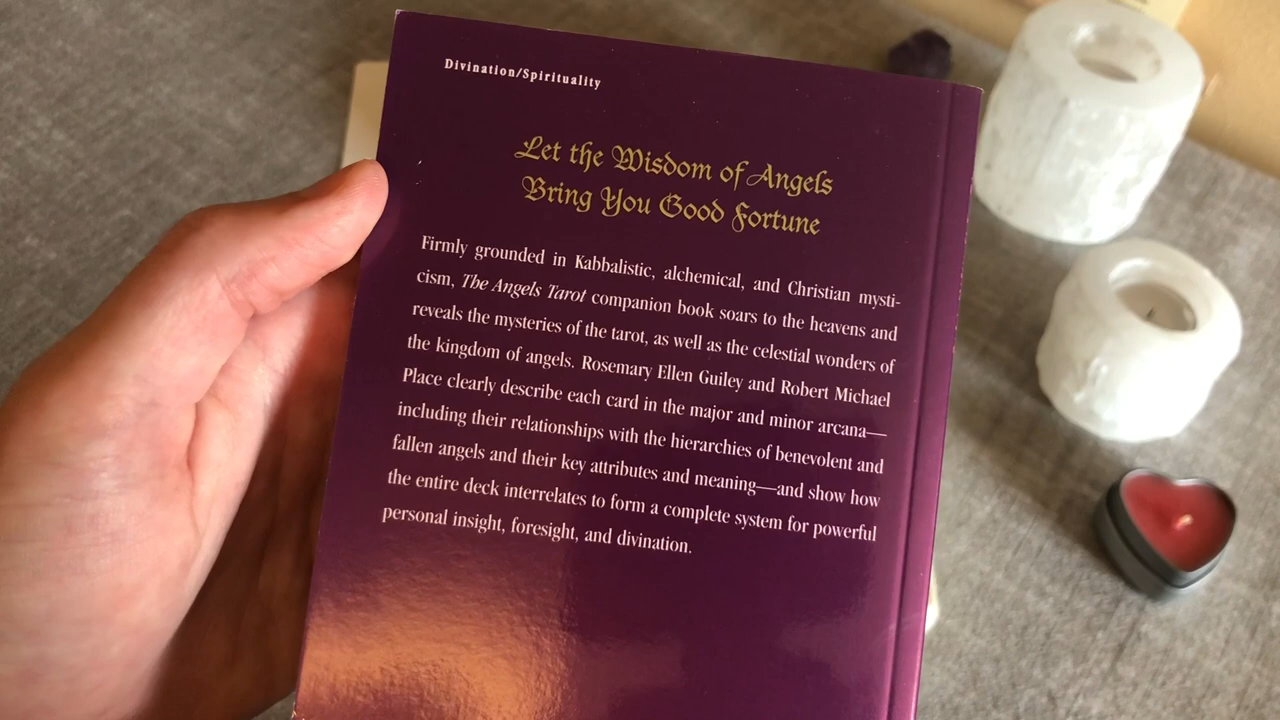 Divination/Spirituality
Let the Wisdom of Angels
Bring You Good Fortune
Firmly grounded in Kabbalistic, alchemical, and Christian mysti-
cism, The Angels Tarot companion book soars to the heavens and
reveals the mysteries of the tarot, as well as the celestial wonders of
the kingdom of angels. Rosemary Ellen Guiley and Robert Michael
Place clearly describe each card in the major and minor arcana—
including their relationships with the hierarchies of benevolent and
fallen angels and their key attributes and meaning—and show how
the entire deck interrelates to form a complete system for powerful
personal insight, foresight, and divination.